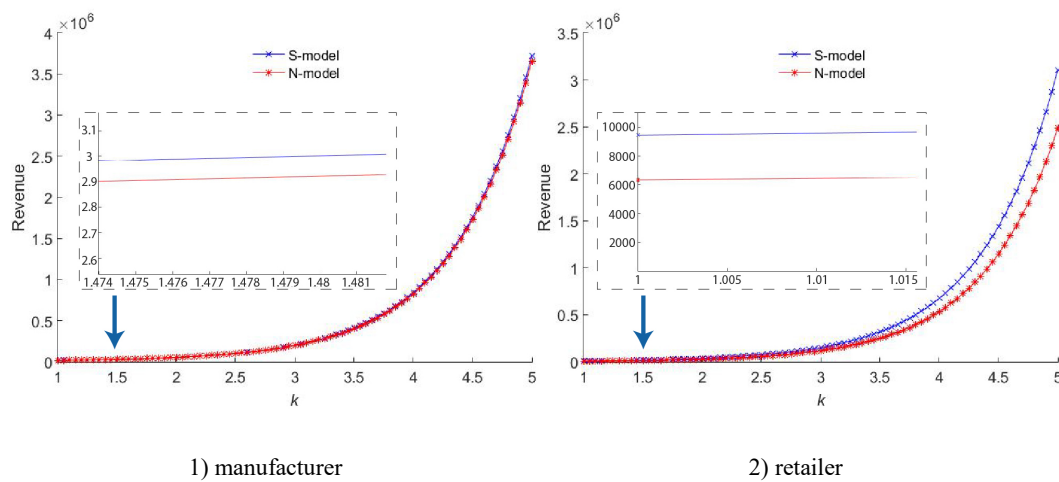 ×10⁶
4
3.5
3
2.5
2
1.5
1
0.5
0
Revenue
S-model
N-model
3.1
3
2.9
2.8
2.7
2.6
1.474 1.475 1.476 1.477 1.478 1.479 1.48 1.481
1 1.5 2 2.5 3 3.5 4 4.5 5
k
1) manufacturer
×10⁶
3.5
3
2.5
2
1.5
1
0.5
0
Revenue
S-model
N-model
10000
8000
6000
4000
2000
1 1.005 1.01 1.015
1 1.5 2 2.5 3 3.5 4 4.5 5
k
2) retailer